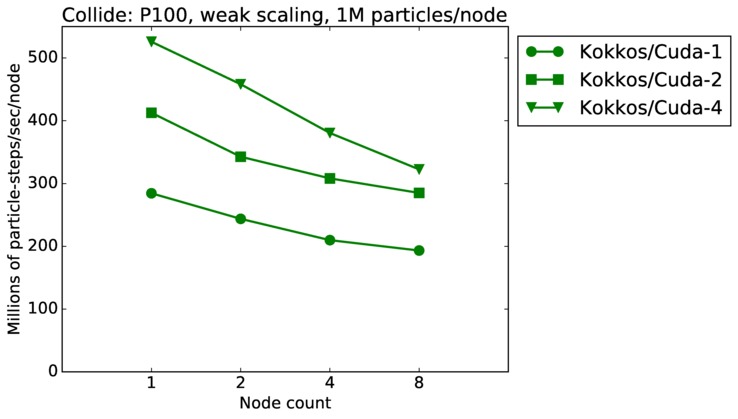 Collide: P100, weak scaling, 1M particles/node
Millions of particle-steps/sec/node
500
400
300
200
100
0
1 2 4 8
Node count
Kokkos/Cuda-1
Kokkos/Cuda-2
Kokkos/Cuda-4